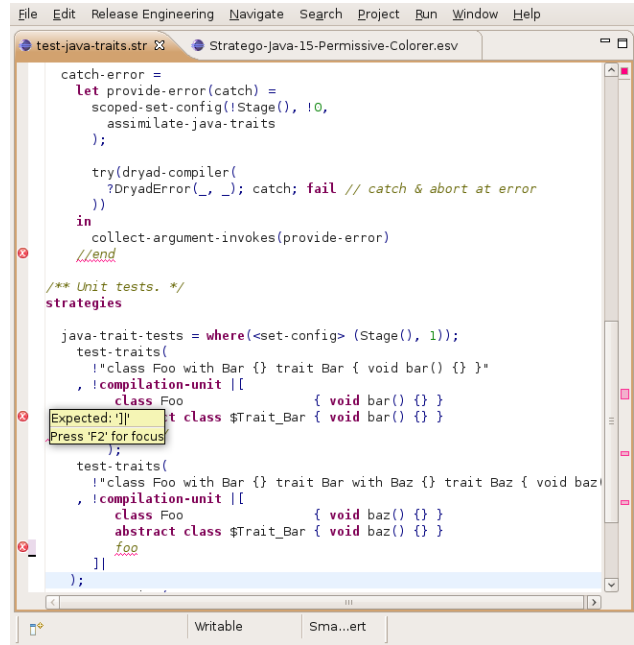 File Edit Release Engineering Navigate Search Project Run Window Help
test-java-traits.str Stratego-Java-15-Permissive-Colorer.esv
catch-error =
let provide-error(catch) =
scoped-set-config(!Stage(), !0,
assimilate-java-traits
);
try(dryad-compiler(
?DryadError(_, _); catch; fail // catch & abort at error
))
in
collect-argument-invokes(provide-error)
//end
/** Unit tests. */
strategies
java-trait-tests = where(<set-config> (Stage(), 1));
test-traits(
!"class Foo with Bar {} trait Bar { void bar() {} }"
, !compilation-unit |[
class Foo { void bar() {} }
Expected: ']|' ct class $Trait_Bar { void bar() {} }
Press 'F2' for focus
);
test-traits(
!"class Foo with Bar {} trait Bar with Baz {} trait Baz { void baz(
, !compilation-unit |[
class Foo { void baz() {} }
abstract class $Trait_Bar { void baz() {} }
foo
]|
);
Writable Sma...ert